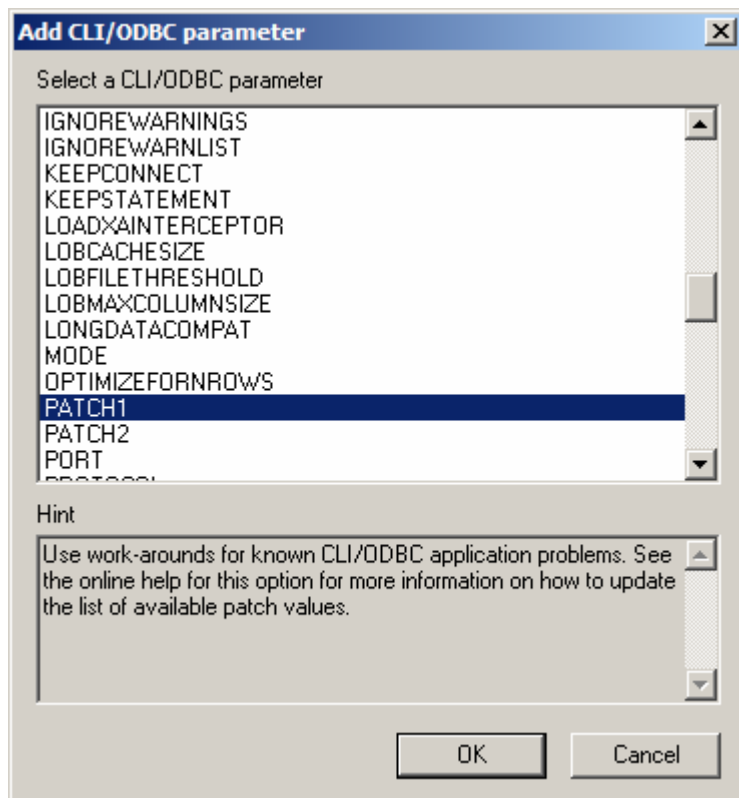 Add CLI/ODBC parameter
Select a CLI/ODBC parameter
IGNOREWARNINGS
IGNOREWARNLIST
KEEPCONNECT
KEEPSTATEMENT
LOADXAINTERCEPTOR
LOBCACHESIZE
LOBFILETHRESHOLD
LOBMAXCOLUMNSIZE
LONGDATACOMPAT
MODE
OPTIMIZEFORNROWS
PATCH1
PATCH2
PORT
Hint
Use work-arounds for known CLI/ODBC application problems. See
the online help for this option for more information on how to update
the list of available patch values.
OK Cancel